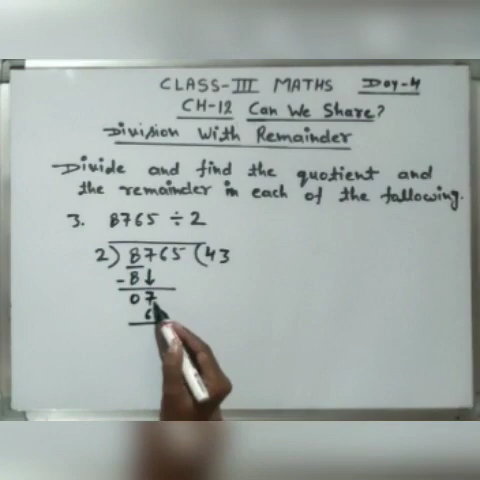 CLASS-III MATHS Day-4
CH-12 Can We Share?
Division With Remainder
Divide and find the quotient and
the remainder in each of the following.
3. 8765 ÷ 2
2) 8765 (43
-8↓
07
6